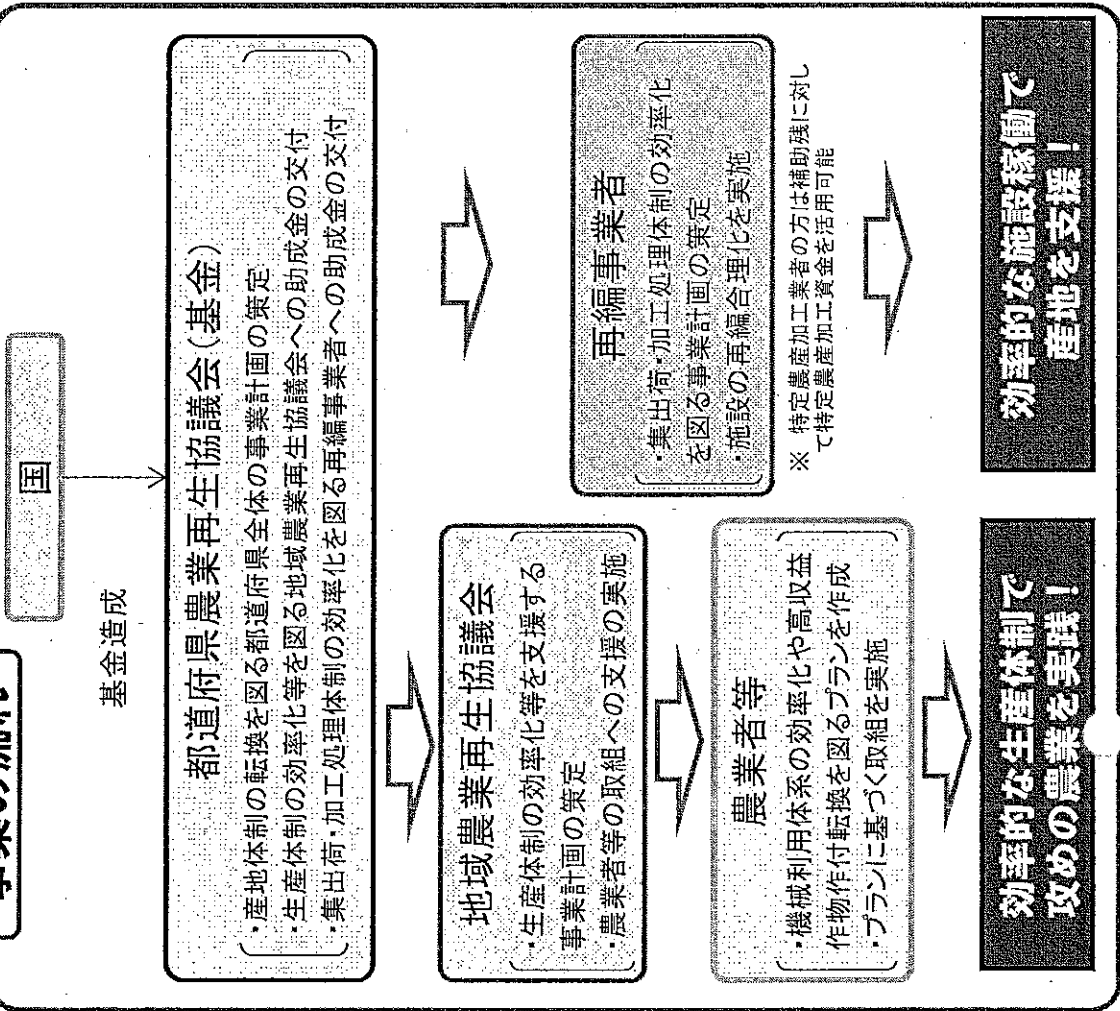 事業の流れ
国
基金造成
都道府県農業再生協議会(基金)
・産地体制の転換を図る都道府県全体の事業計画の策定
・生産体制の効率化等を図る地域農業再生協議会への助成金の交付
・集出荷・加工処理体制の効率化を図る再編事業者への助成金の交付
地域農業再生協議会
・生産体制の効率化等を支援する
事業計画の策定
・農業者等の取組への支援の実施
農業者等
・機械利用体系の効率化や高収益
作物作付転換を図るプランを作成
・プランに基づく取組を実施
効率的な生産体制で
攻めの農業を実践!
再編事業者
・集出荷・加工処理体制の効率化
を図る事業計画の策定
・施設の再編合理化を実施
※ 特定農産加工業者の方は補助残に対し
て特定農産加工資金を活用可能
効率的な施設稼働で
産地を支援!